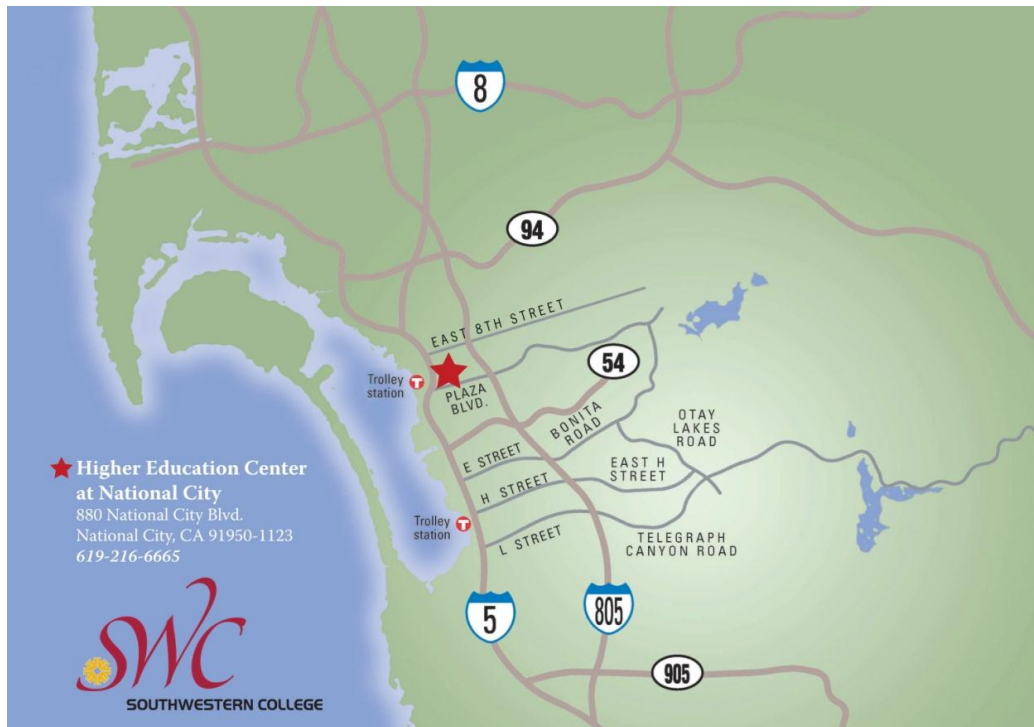 8
94
EAST 8TH STREET
54
Trolley
station
T
PLAZA
BLVD.
BONITA
ROAD
OTAY
LAKES
ROAD
E STREET
EAST H
STREET
H STREET
Higher Education Center
at National City
880 National City Blvd.
National City, CA 91950-1123
619-216-6665
Trolley
station
T
L STREET
TELEGRAPH
CANYON ROAD
5
805
905
SWC
SOUTHWESTERN COLLEGE